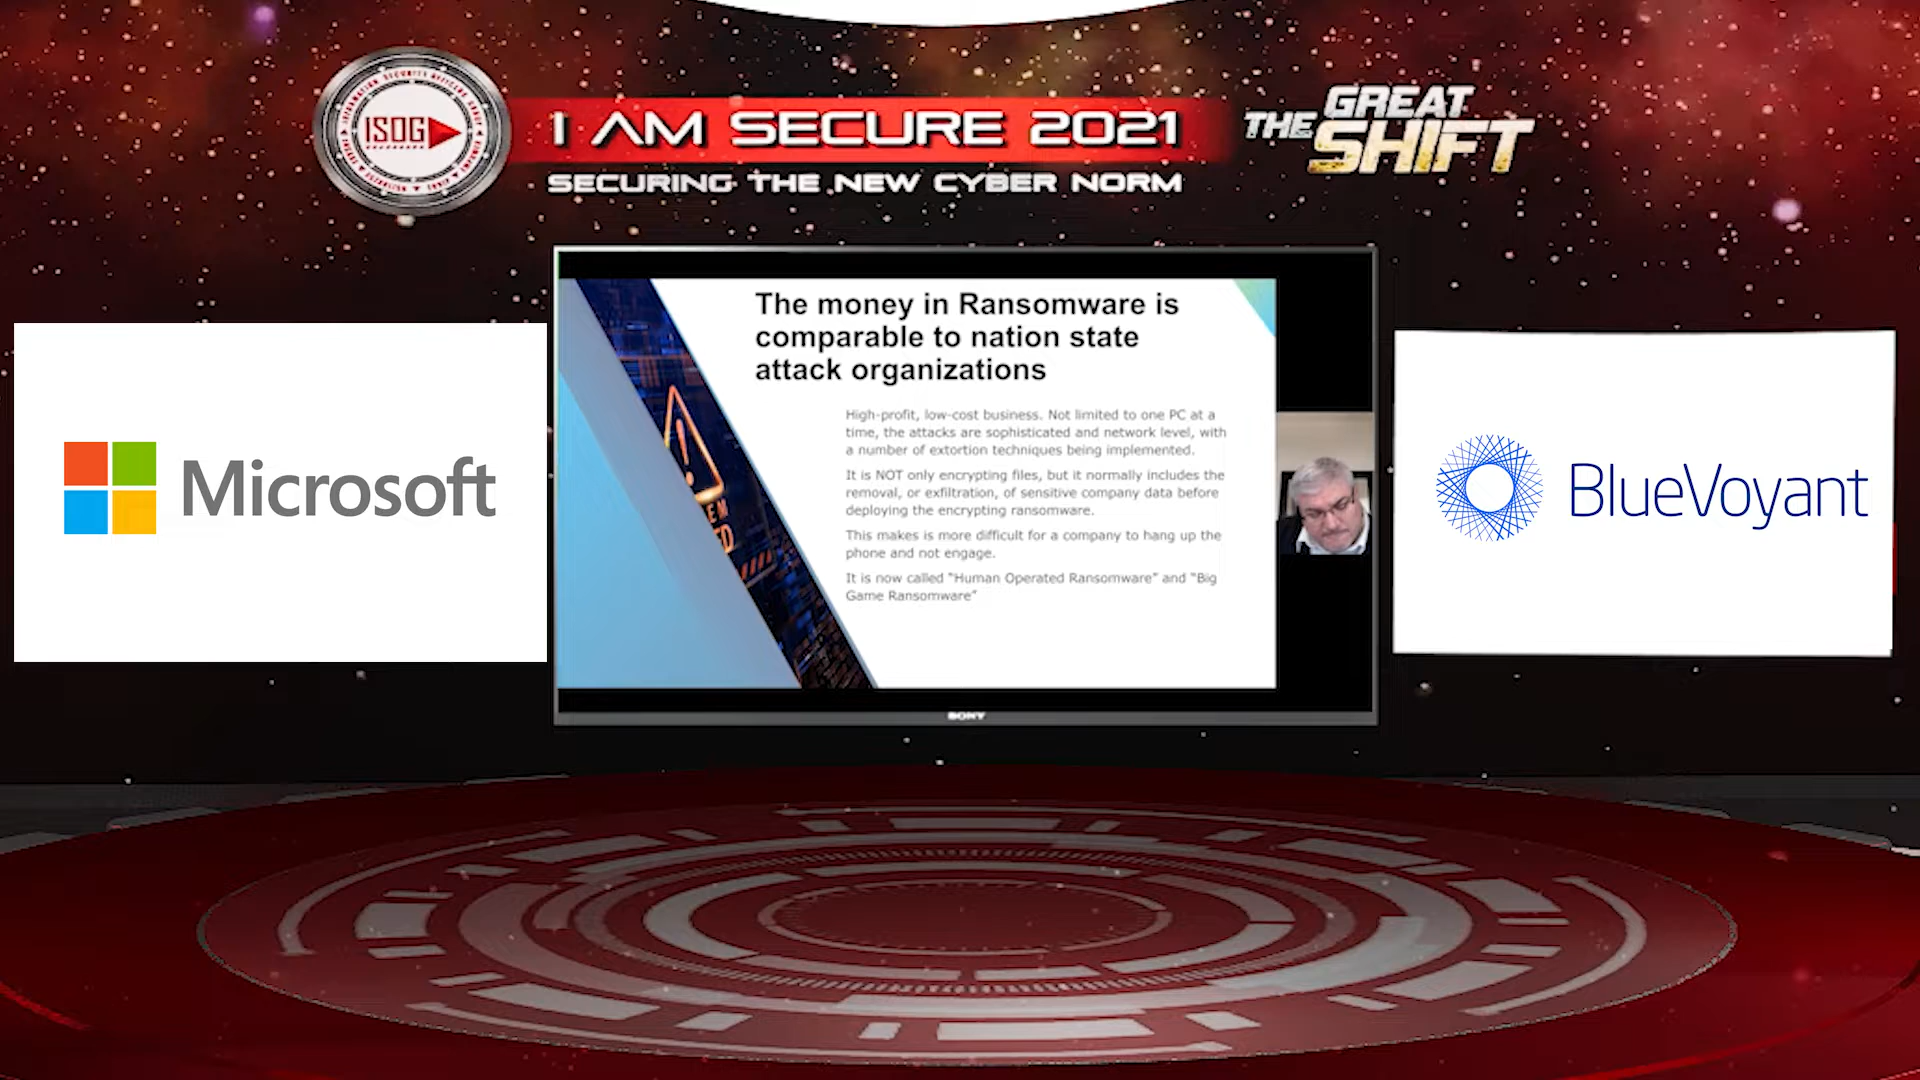 ISOG
I AM SECURE 2021
SECURING THE NEW CYBER NORM
THE GREAT
SHIFT
Microsoft
The money in Ransomware is
comparable to nation state
attack organizations
High-profit, low-cost business. Not limited to one PC at a
time, the attacks are sophisticated and network level, with
a number of extortion techniques being implemented.
It is NOT only encrypting files, but it normally includes the
removal, or exfiltration, of sensitive company data before
deploying the encrypting ransomware.
This makes is more difficult for a company to hang up the
phone and not engage.
It is now called “Human Operated Ransomware” and “Big
Game Ransomware”
SONY
BlueVoyant